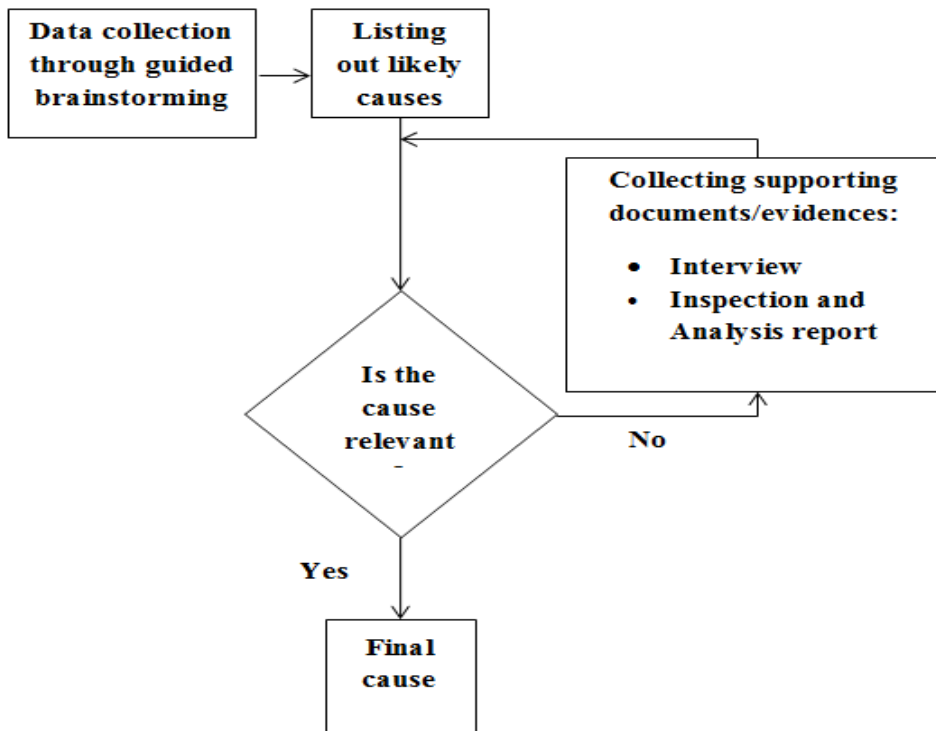 Data collection
through guided
brainstorming
Listing
out likely
causes
Collecting supporting
documents/evidences:
• Interview
• Inspection and
Analysis report
Is the
cause
relevant
No
Yes
Final
cause